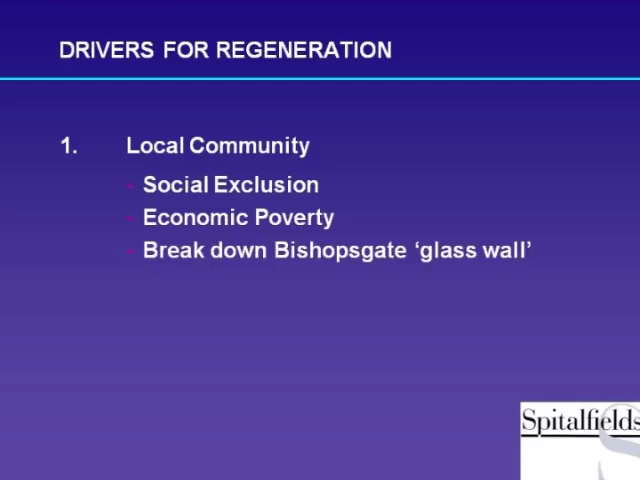 DRIVERS FOR REGENERATION
1. Local Community
- Social Exclusion
- Economic Poverty
- Break down Bishopsgate ‘glass wall’
Spitalfields